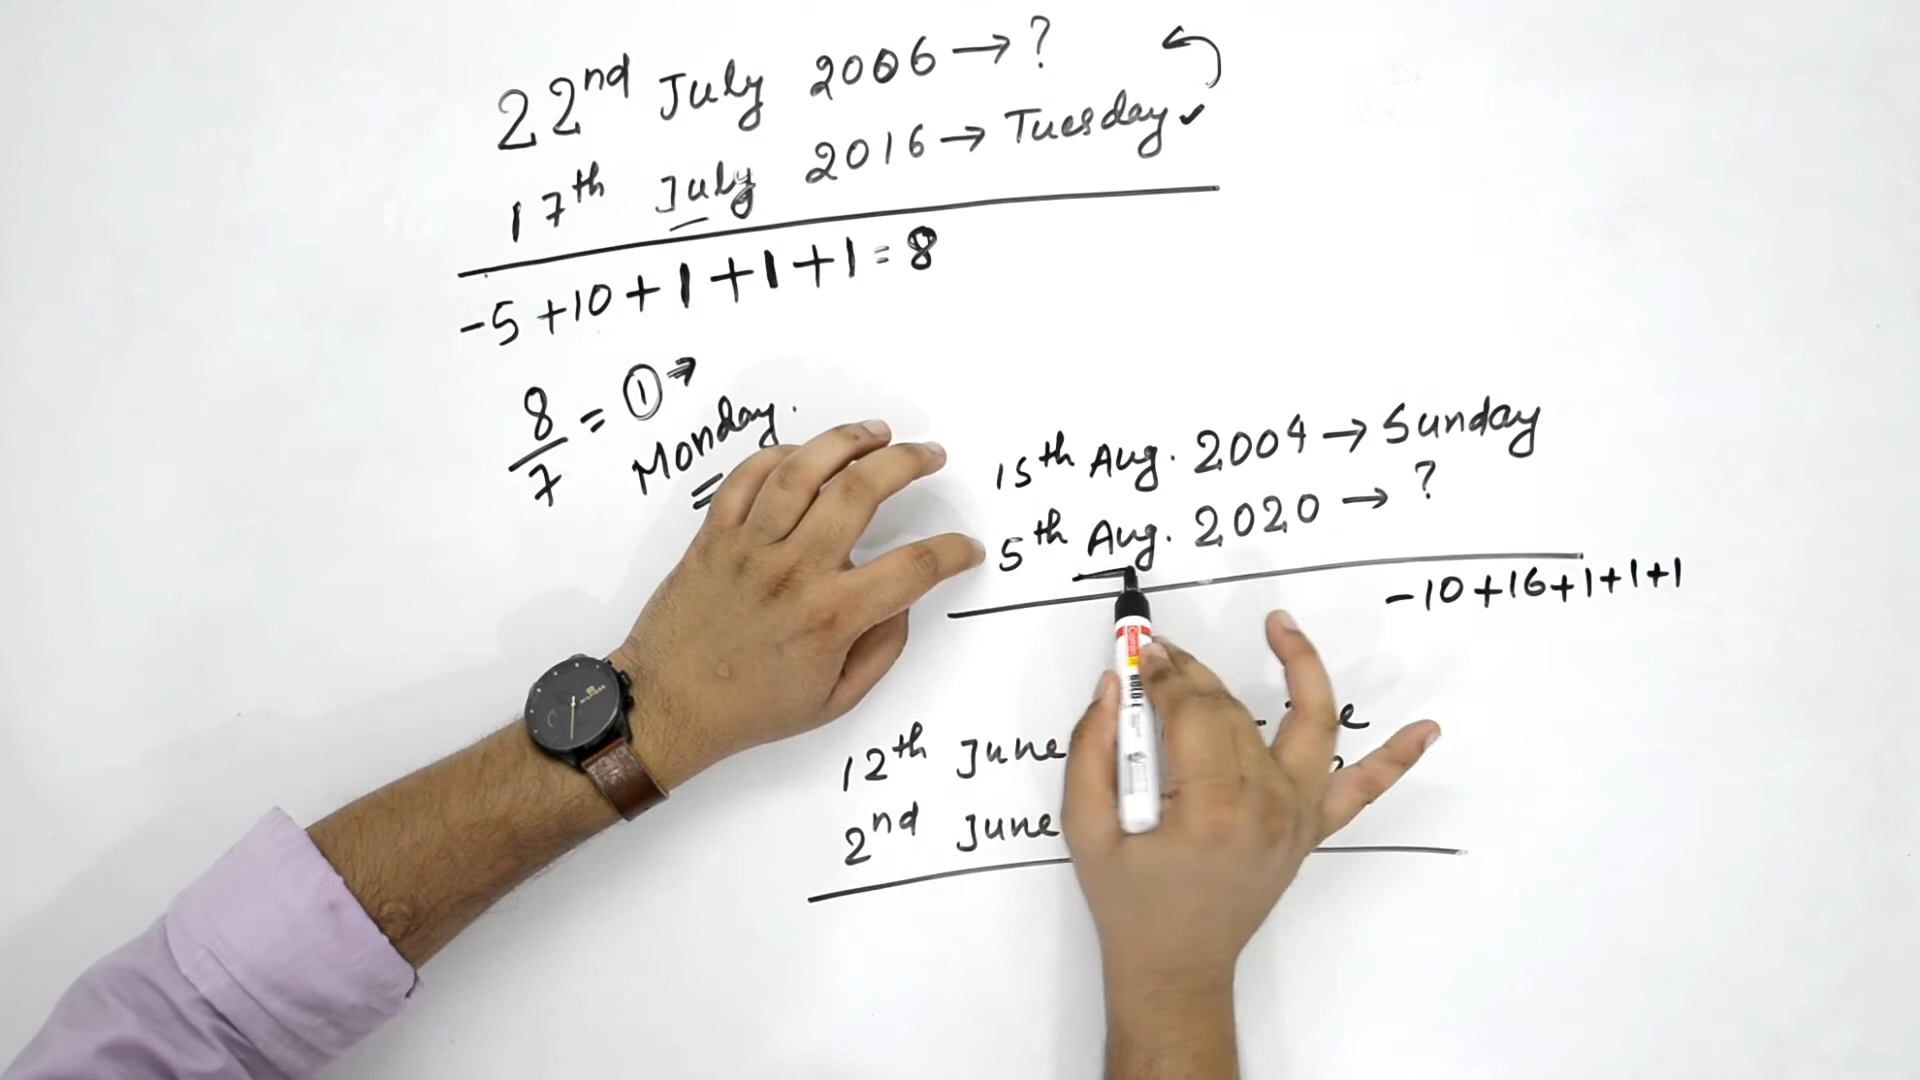 22nd July 2006 → ?
17th July 2016 → Tuesday ✓
-5+10+1+1+1=8
8/7 = 1 →
Monday.
15th Aug. 2004 → Sunday
5th Aug. 2020 → ?
-10+16+1+1+1
12th June
2nd June